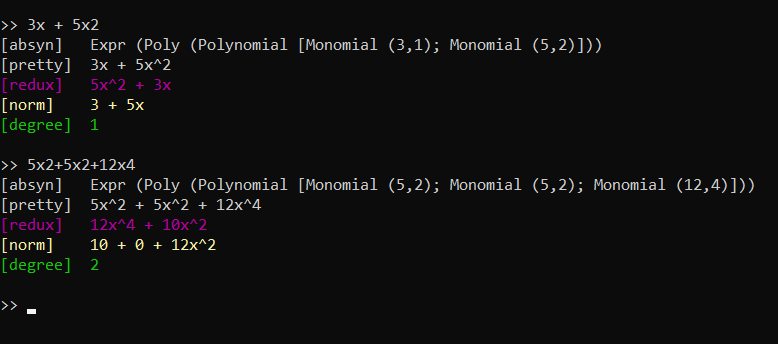 >> 3x + 5x2
[absyn]   Expr (Poly (Polynomial [Monomial (3,1); Monomial (5,2)]))
[pretty]  3x + 5x^2
[redux]   5x^2 + 3x
[norm]    3 + 5x
[degree]  1
>> 5x2+5x2+12x4
[absyn]   Expr (Poly (Polynomial [Monomial (5,2); Monomial (5,2); Monomial (12,4)]))
[pretty]  5x^2 + 5x^2 + 12x^4
[redux]   12x^4 + 10x^2
[norm]    10 + 0 + 12x^2
[degree]  2
>>